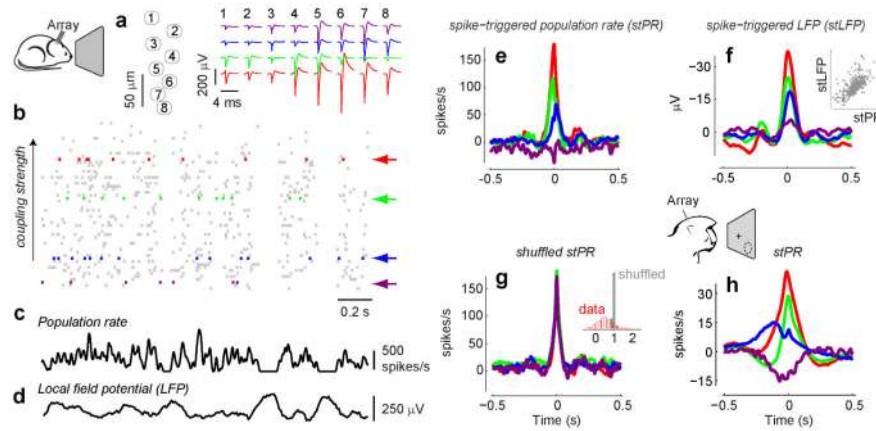 Array
a
1
2
3
4
5
6
7
8
50 μm
1 2 3 4 5 6 7 8
200 μV
4 ms
b
coupling strength
0.2 s
c
Population rate
500
spikes/s
d
Local field potential (LFP)
250 μV
spike−triggered population rate (stPR)
e
spikes/s
150
100
50
0
−0.5 0 0.5
spike−triggered LFP (stLFP)
f
μV
−30
−15
0
−0.5 0 0.5
stLFP
stPR
Array
shuffled stPR
g
spikes/s
150
100
50
0
−0.5 0 0.5
Time (s)
shuffled
data
0 1 2
stPR
h
spikes/s
30
15
0
−15
−0.5 0 0.5
Time (s)